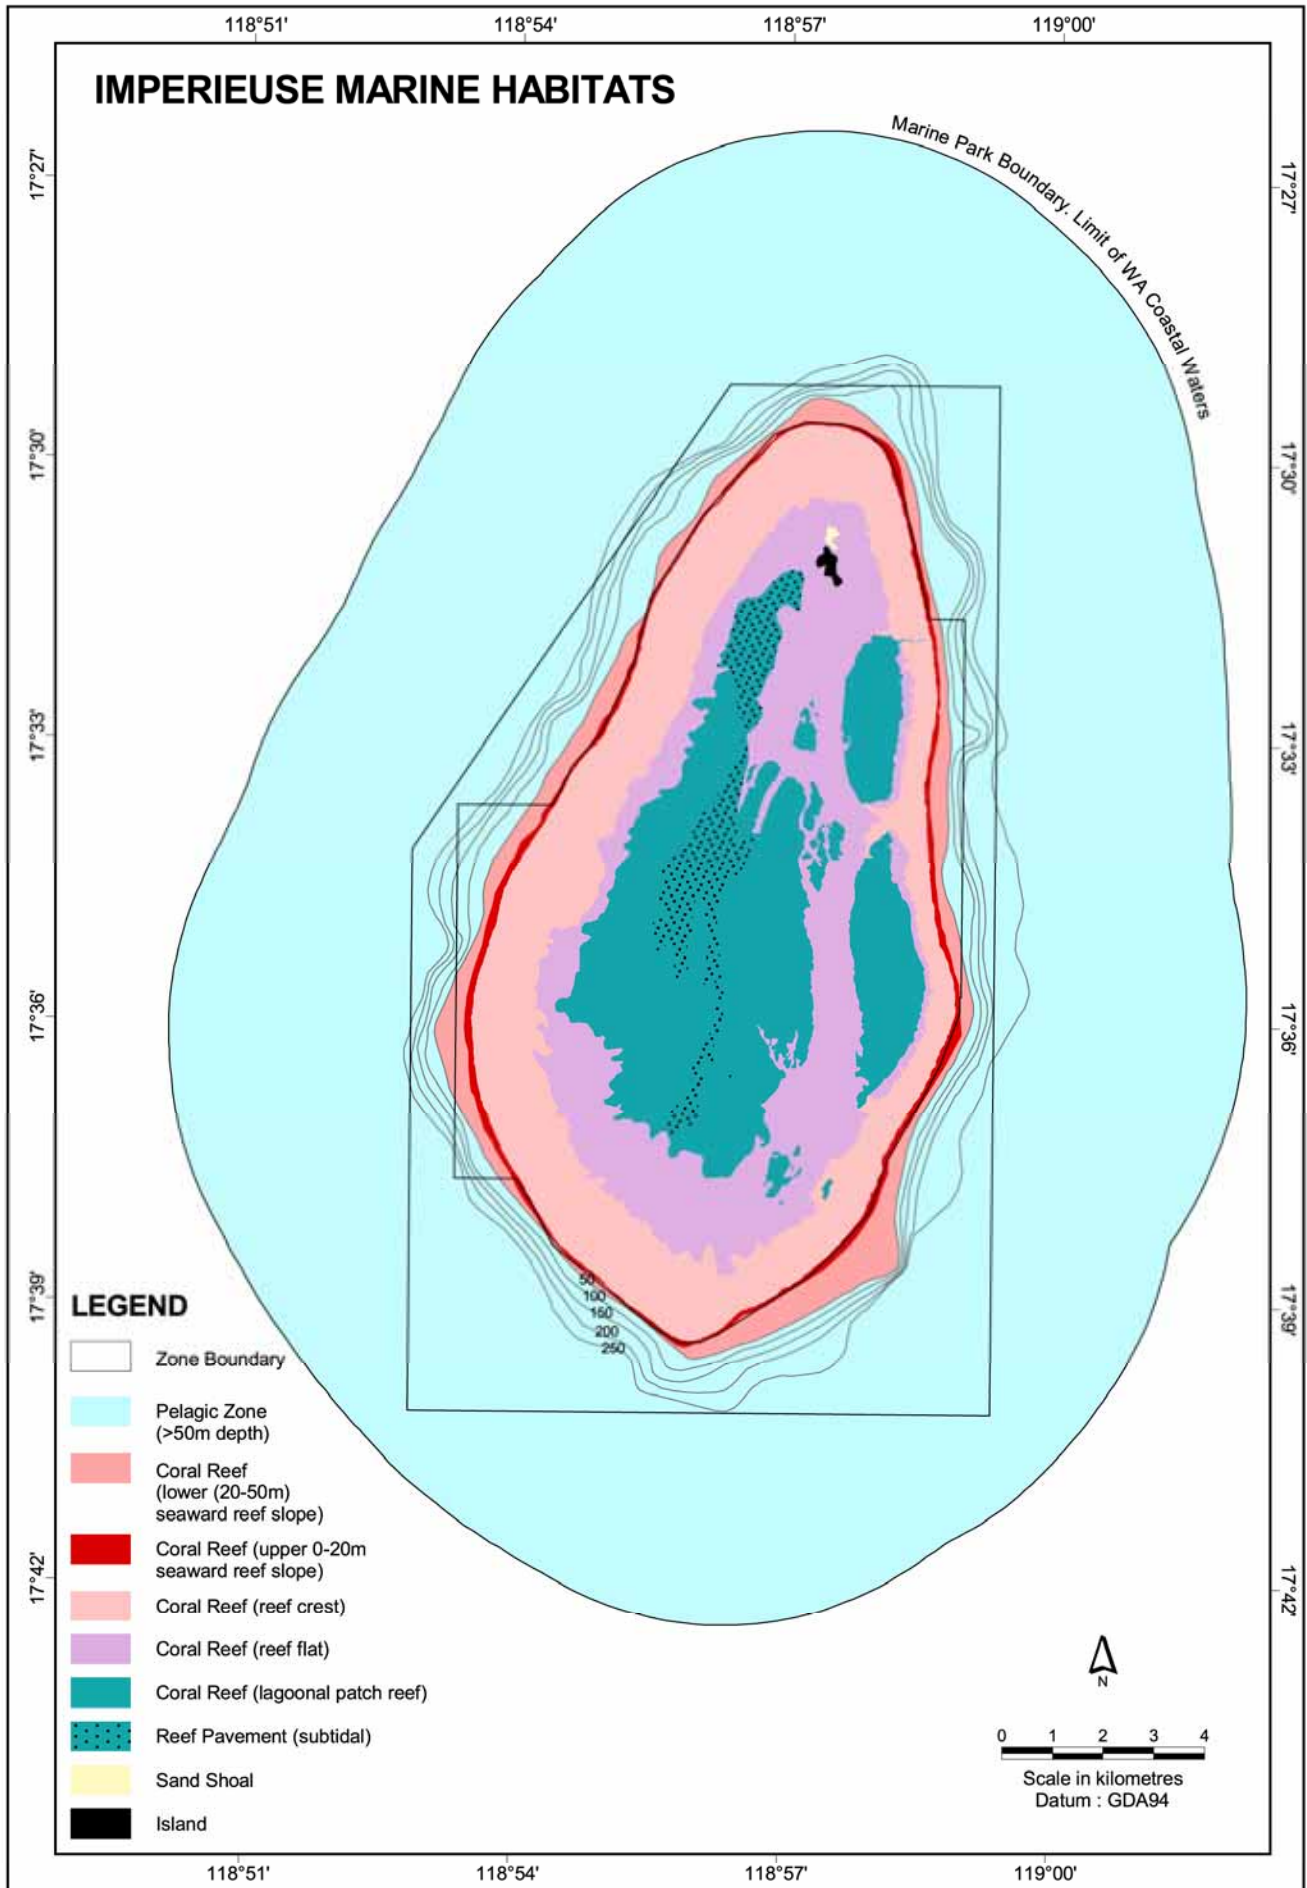 118°51'
118°54'
118°57'
119°00'
IMPERIEUSE MARINE HABITATS
Marine Park Boundary. Limit of WA Coastal Waters
17°27'
17°27'
17°30'
17°30'
17°33'
17°33'
17°36'
17°36'
17°39'
17°39'
17°42'
17°42'
50
100
150
200
250
LEGEND
Zone Boundary
Pelagic Zone
(>50m depth)
Coral Reef
(lower (20-50m)
seaward reef slope)
Coral Reef (upper 0-20m
seaward reef slope)
Coral Reef (reef crest)
Coral Reef (reef flat)
Coral Reef (lagoonal patch reef)
Reef Pavement (subtidal)
Sand Shoal
Island
N
0 1 2 3 4
Scale in kilometres
Datum : GDA94
118°51'
118°54'
118°57'
119°00'